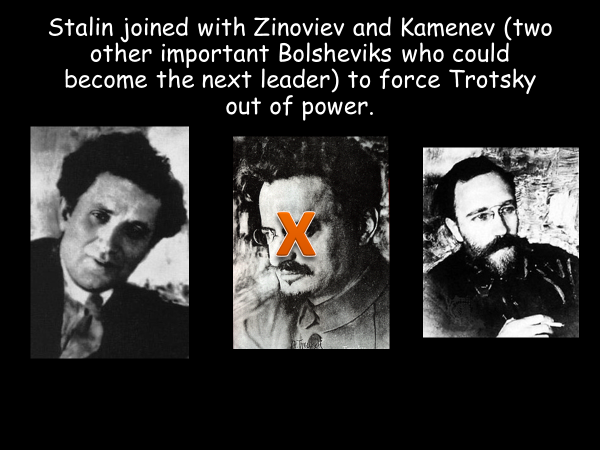 Stalin joined with Zinoviev and Kamenev (two
other important Bolsheviks who could
become the next leader) to force Trotsky
out of power.
X